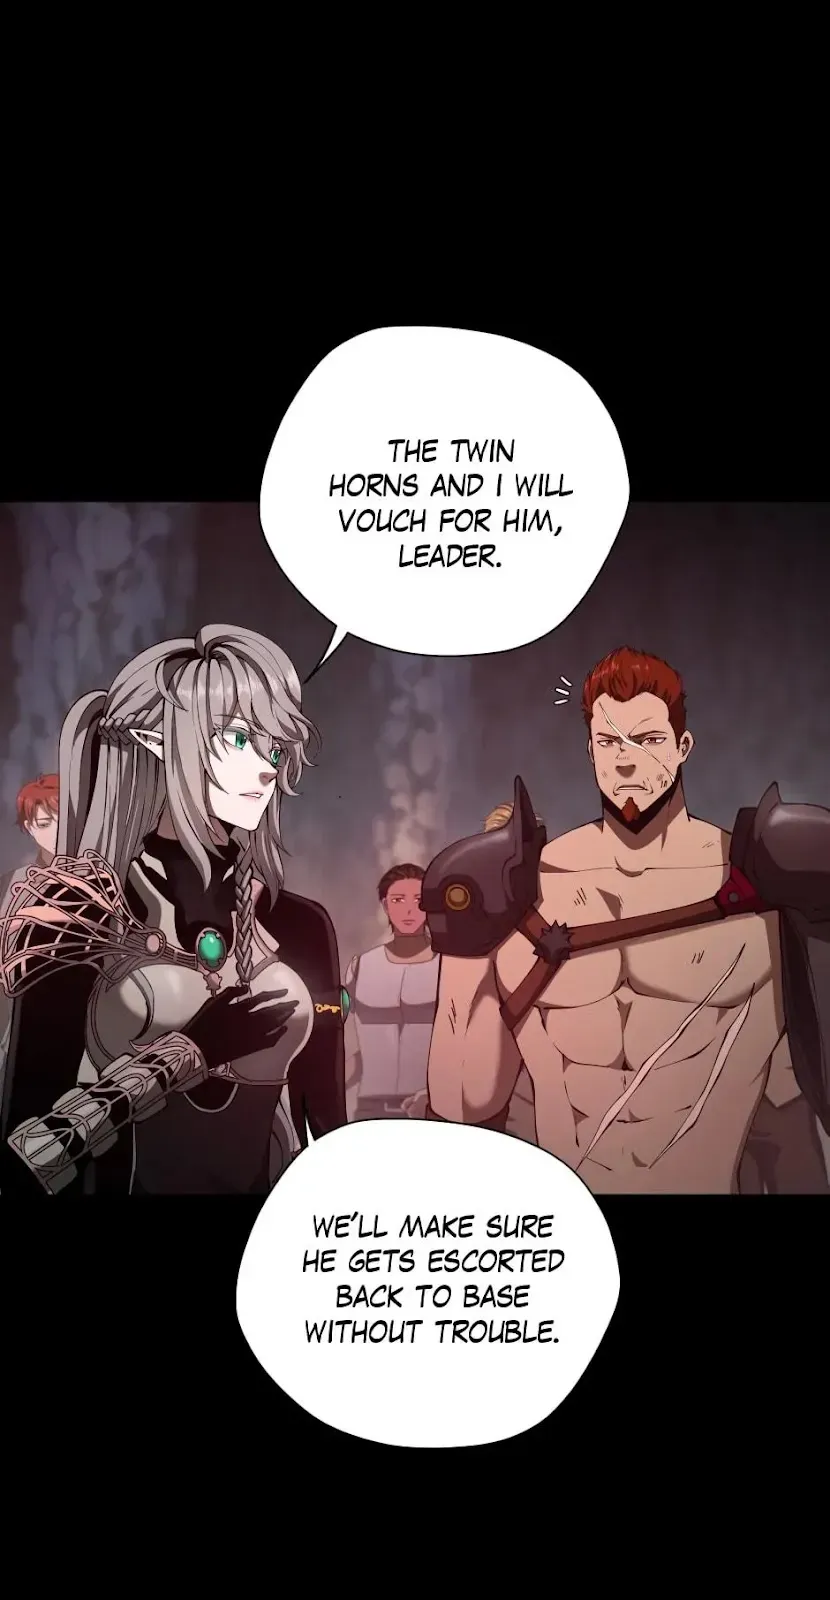 THE TWIN
HORNS AND I WILL
VOUCH FOR HIM,
LEADER.
WE'LL MAKE SURE
HE GETS ESCORTED
BACK TO BASE
WITHOUT TROUBLE.